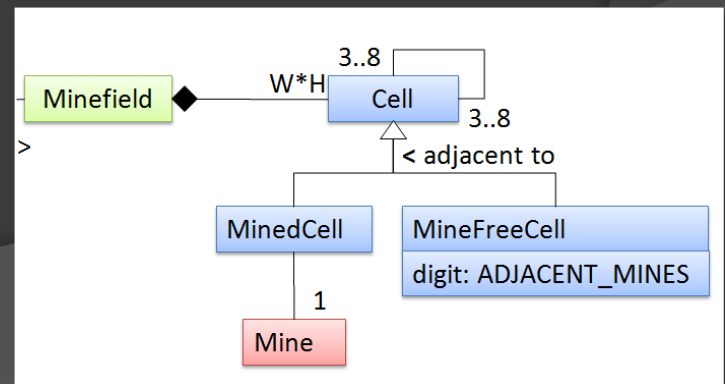 3..8
W*H
Minefield
Cell
3..8
>
< adjacent to
MinedCell
MineFreeCell
digit: ADJACENT_MINES
1
Mine